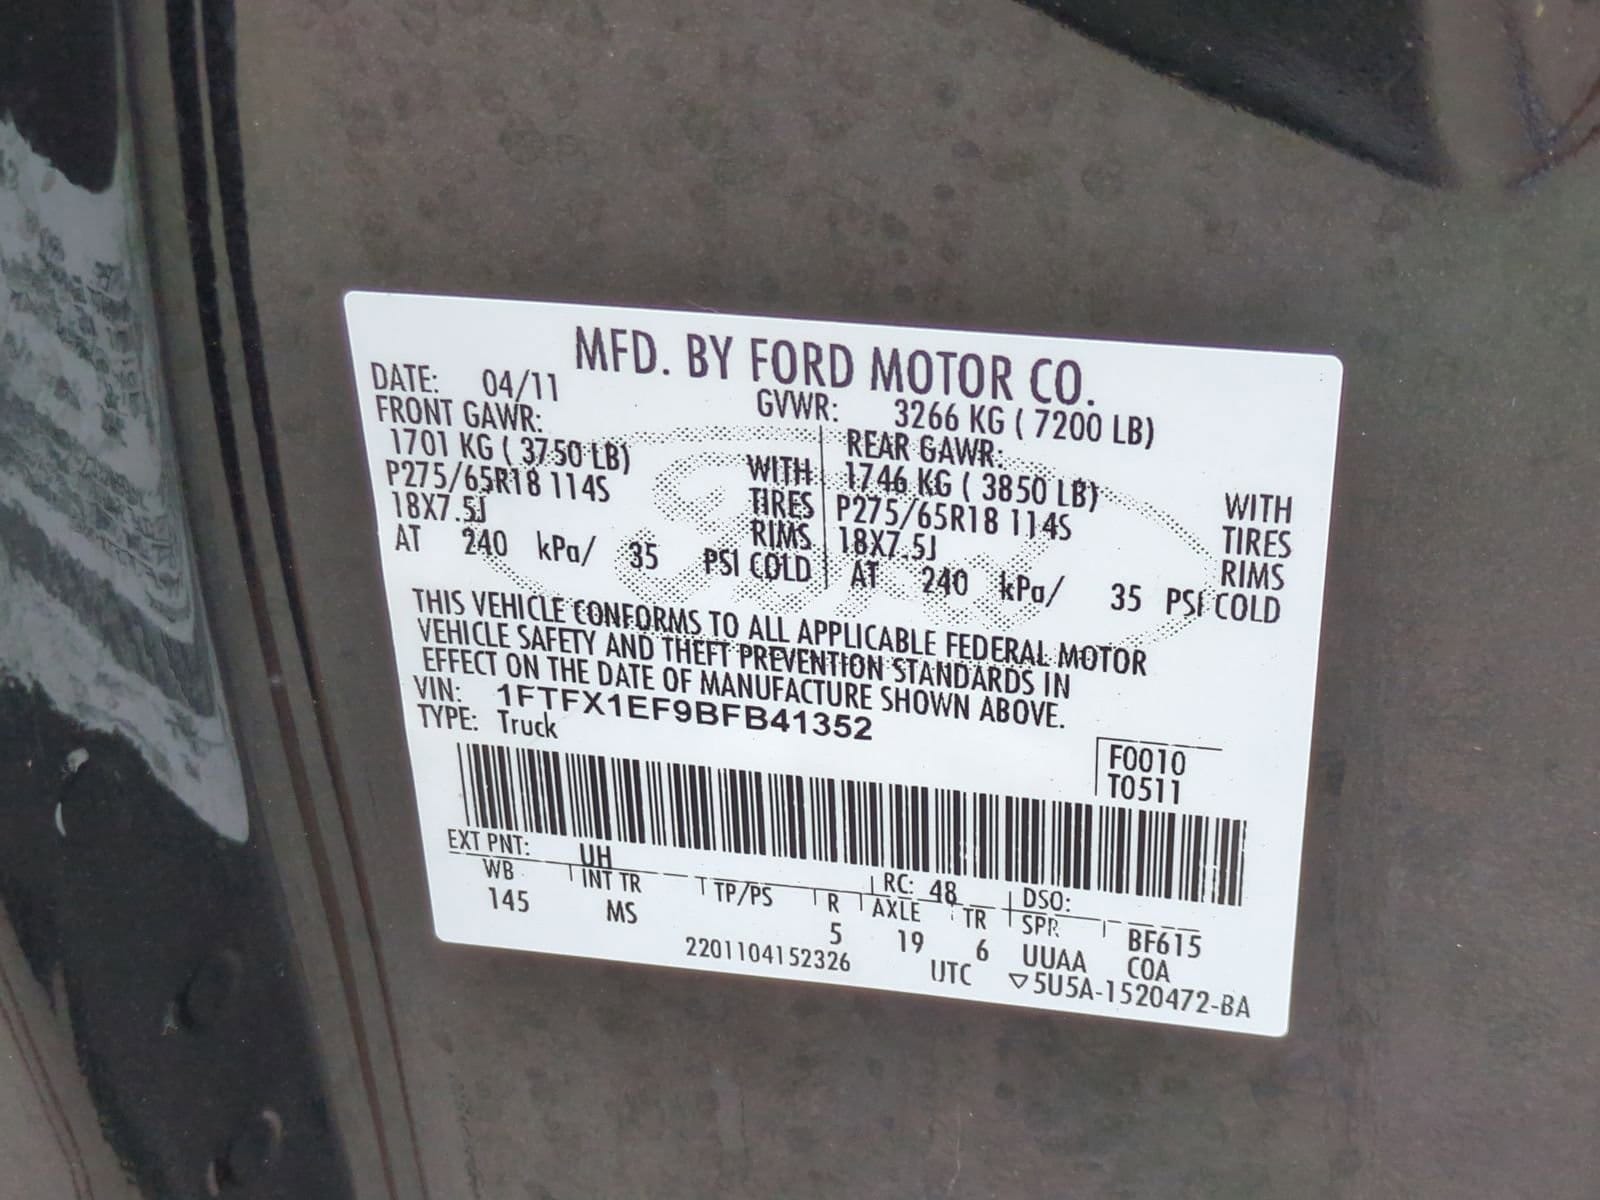 MFD. BY FORD MOTOR CO.
DATE: 04/11 GVWR: 3266 KG ( 7200 LB)
FRONT GAWR: REAR GAWR:
1701 KG ( 3750 LB) WITH 1746 KG ( 3850 LB) WITH
P275/65R18 114S TIRES P275/65R18 114S TIRES
18X7.5J RIMS 18X7.5J RIMS
AT 240 kPa/ 35 PSI COLD AT 240 kPa/ 35 PSI COLD
THIS VEHICLE CONFORMS TO ALL APPLICABLE FEDERAL MOTOR
VEHICLE SAFETY AND THEFT PREVENTION STANDARDS IN
EFFECT ON THE DATE OF MANUFACTURE SHOWN ABOVE.
VIN: 1FTFX1EF9BFB41352
TYPE: Truck
F0010
T0511
EXT PNT: UH RC: 48 DSO:
WB INT TR TP/PS R AXLE TR SPR BF615
145 MS 5 19 6 UUAA COA
2201104152326 UTC ▽5U5A-1520472-BA
Ford